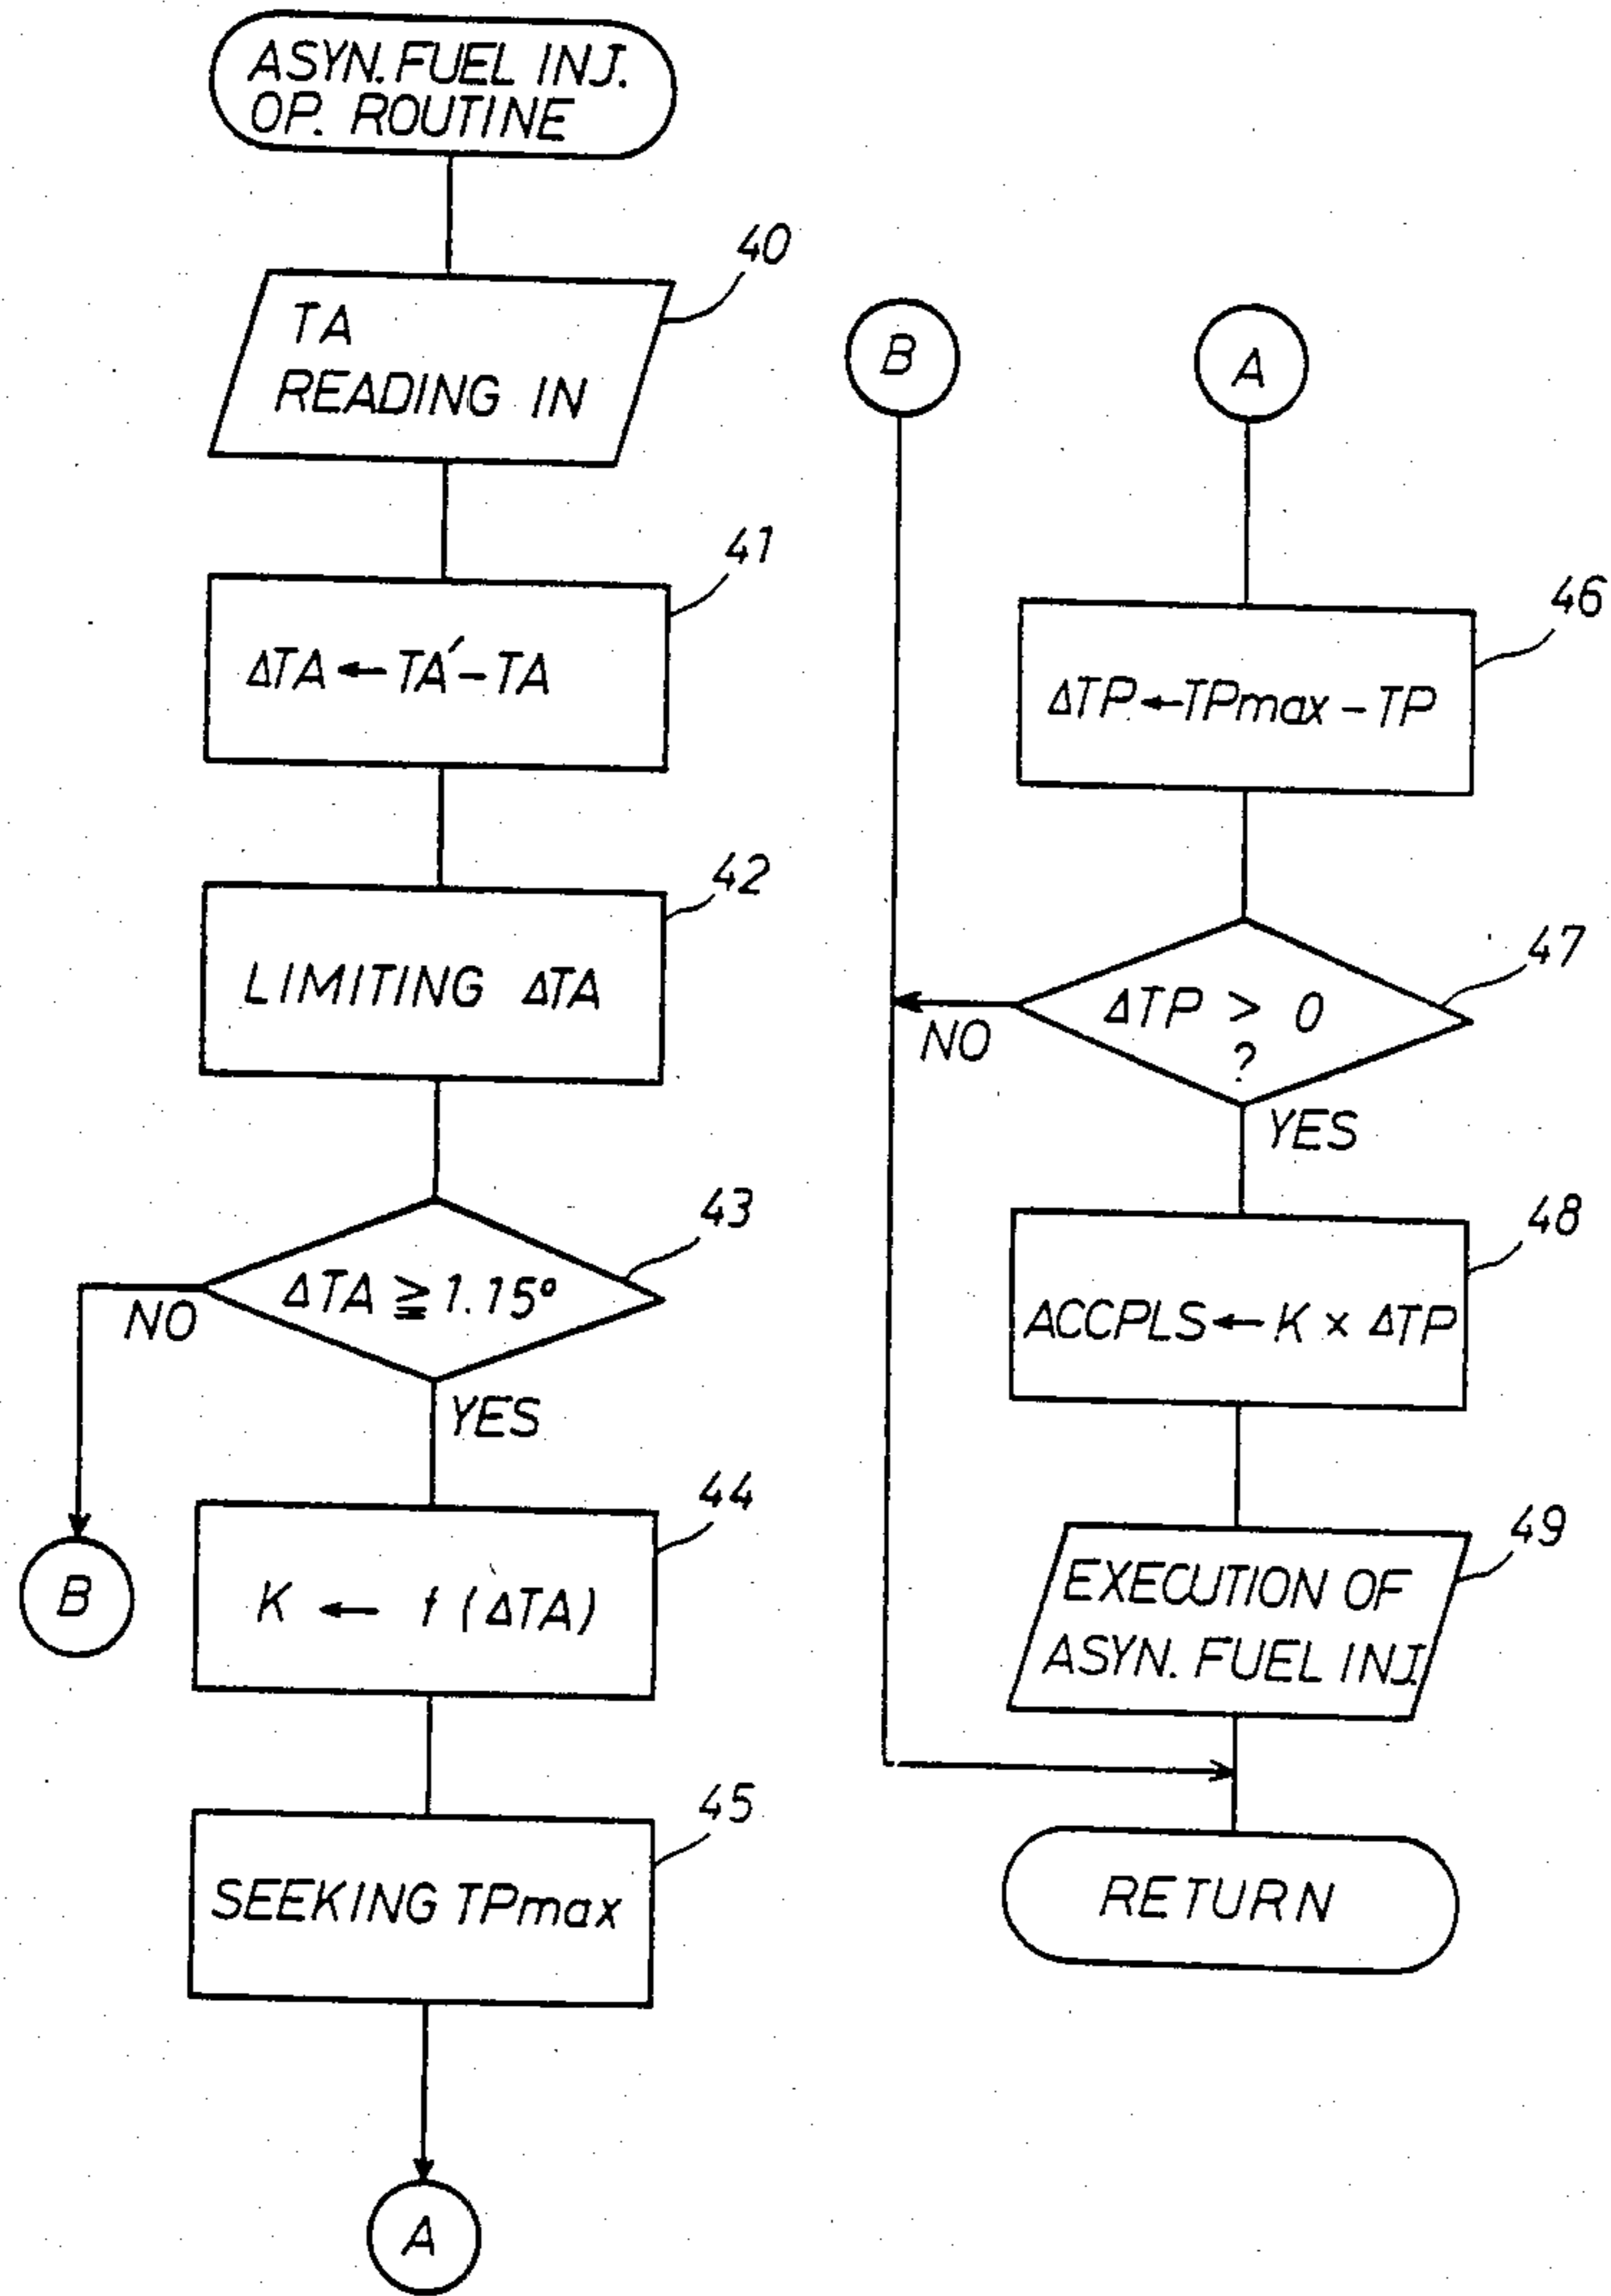 ASYN. FUEL INJ.
OP. ROUTINE
40
TA
READING IN
41
ΔTA ← TA′ - TA
42
LIMITING ΔTA
43
ΔTA ≧ 1.15°
NO
YES
B
44
K ← f (ΔTA)
45
SEEKING TPmax
A
B
A
46
ΔTP ← TPmax - TP
47
ΔTP > 0
?
NO
YES
48
ACCPLS ← K × ΔTP
49
EXECUTION OF
ASYN. FUEL INJ.
RETURN